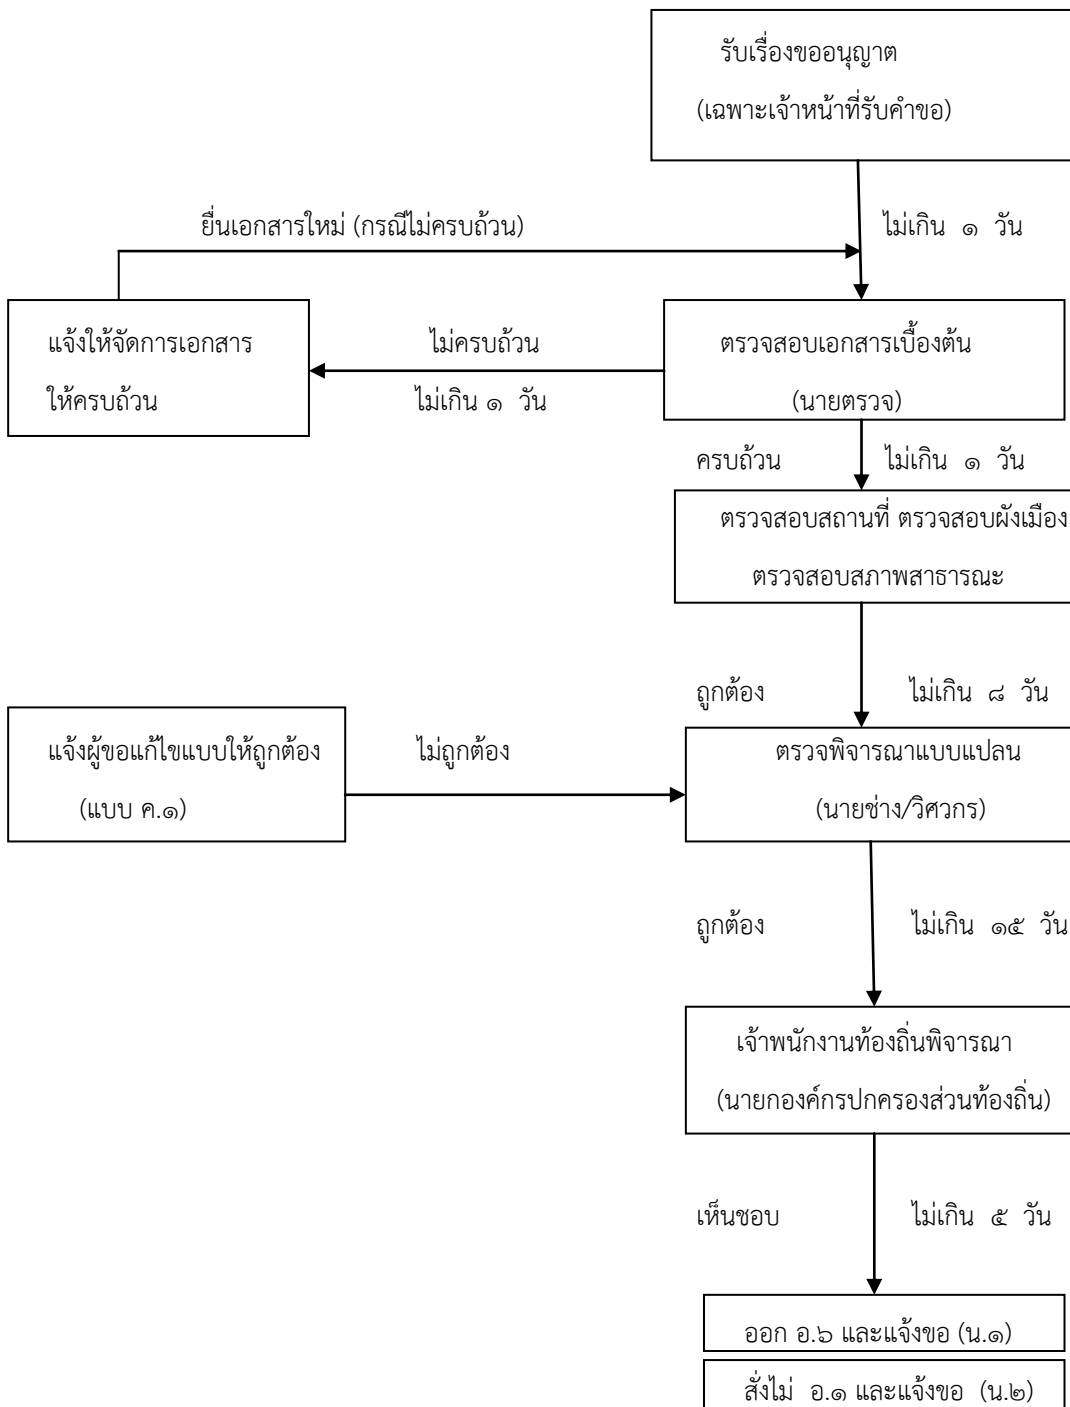 รับเรื่องขออนุญาต
(เฉพาะเจ้าหน้าที่รับคำขอ)
ยื่นเอกสารใหม่ (กรณีไม่ครบถ้วน)
ไม่เกิน ๑ วัน
แจ้งให้จัดการเอกสาร
ให้ครบถ้วน
ไม่ครบถ้วน
ไม่เกิน ๑ วัน
ตรวจสอบเอกสารเบื้องต้น
(นายตรวจ)
ครบถ้วน
ไม่เกิน ๑ วัน
ตรวจสอบสถานที่ ตรวจสอบผังเมือง
ตรวจสอบสภาพสาธารณะ
ถูกต้อง
ไม่เกิน ๘ วัน
แจ้งผู้ขอแก้ไขแบบให้ถูกต้อง
(แบบ ค.๑)
ไม่ถูกต้อง
ตรวจพิจารณาแบบแปลน
(นายช่าง/วิศวกร)
ถูกต้อง
ไม่เกิน ๑๕ วัน
เจ้าพนักงานท้องถิ่นพิจารณา
(นายกองค์กรปกครองส่วนท้องถิ่น)
เห็นชอบ
ไม่เกิน ๕ วัน
ออก อ.๖ และแจ้งขอ (น.๑)
สั่งไม่ อ.๑ และแจ้งขอ (น.๒)